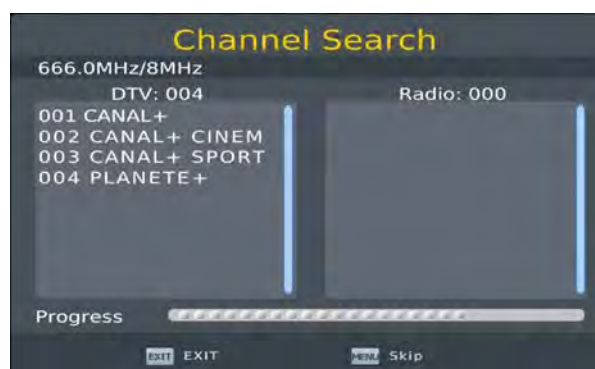 Channel Search
666.0MHz/8MHz
DTV: 004
Radio: 000
001 CANAL+
002 CANAL+ CINEM
003 CANAL+ SPORT
004 PLANETE+
Progress
EXIT EXIT
MENU Skip